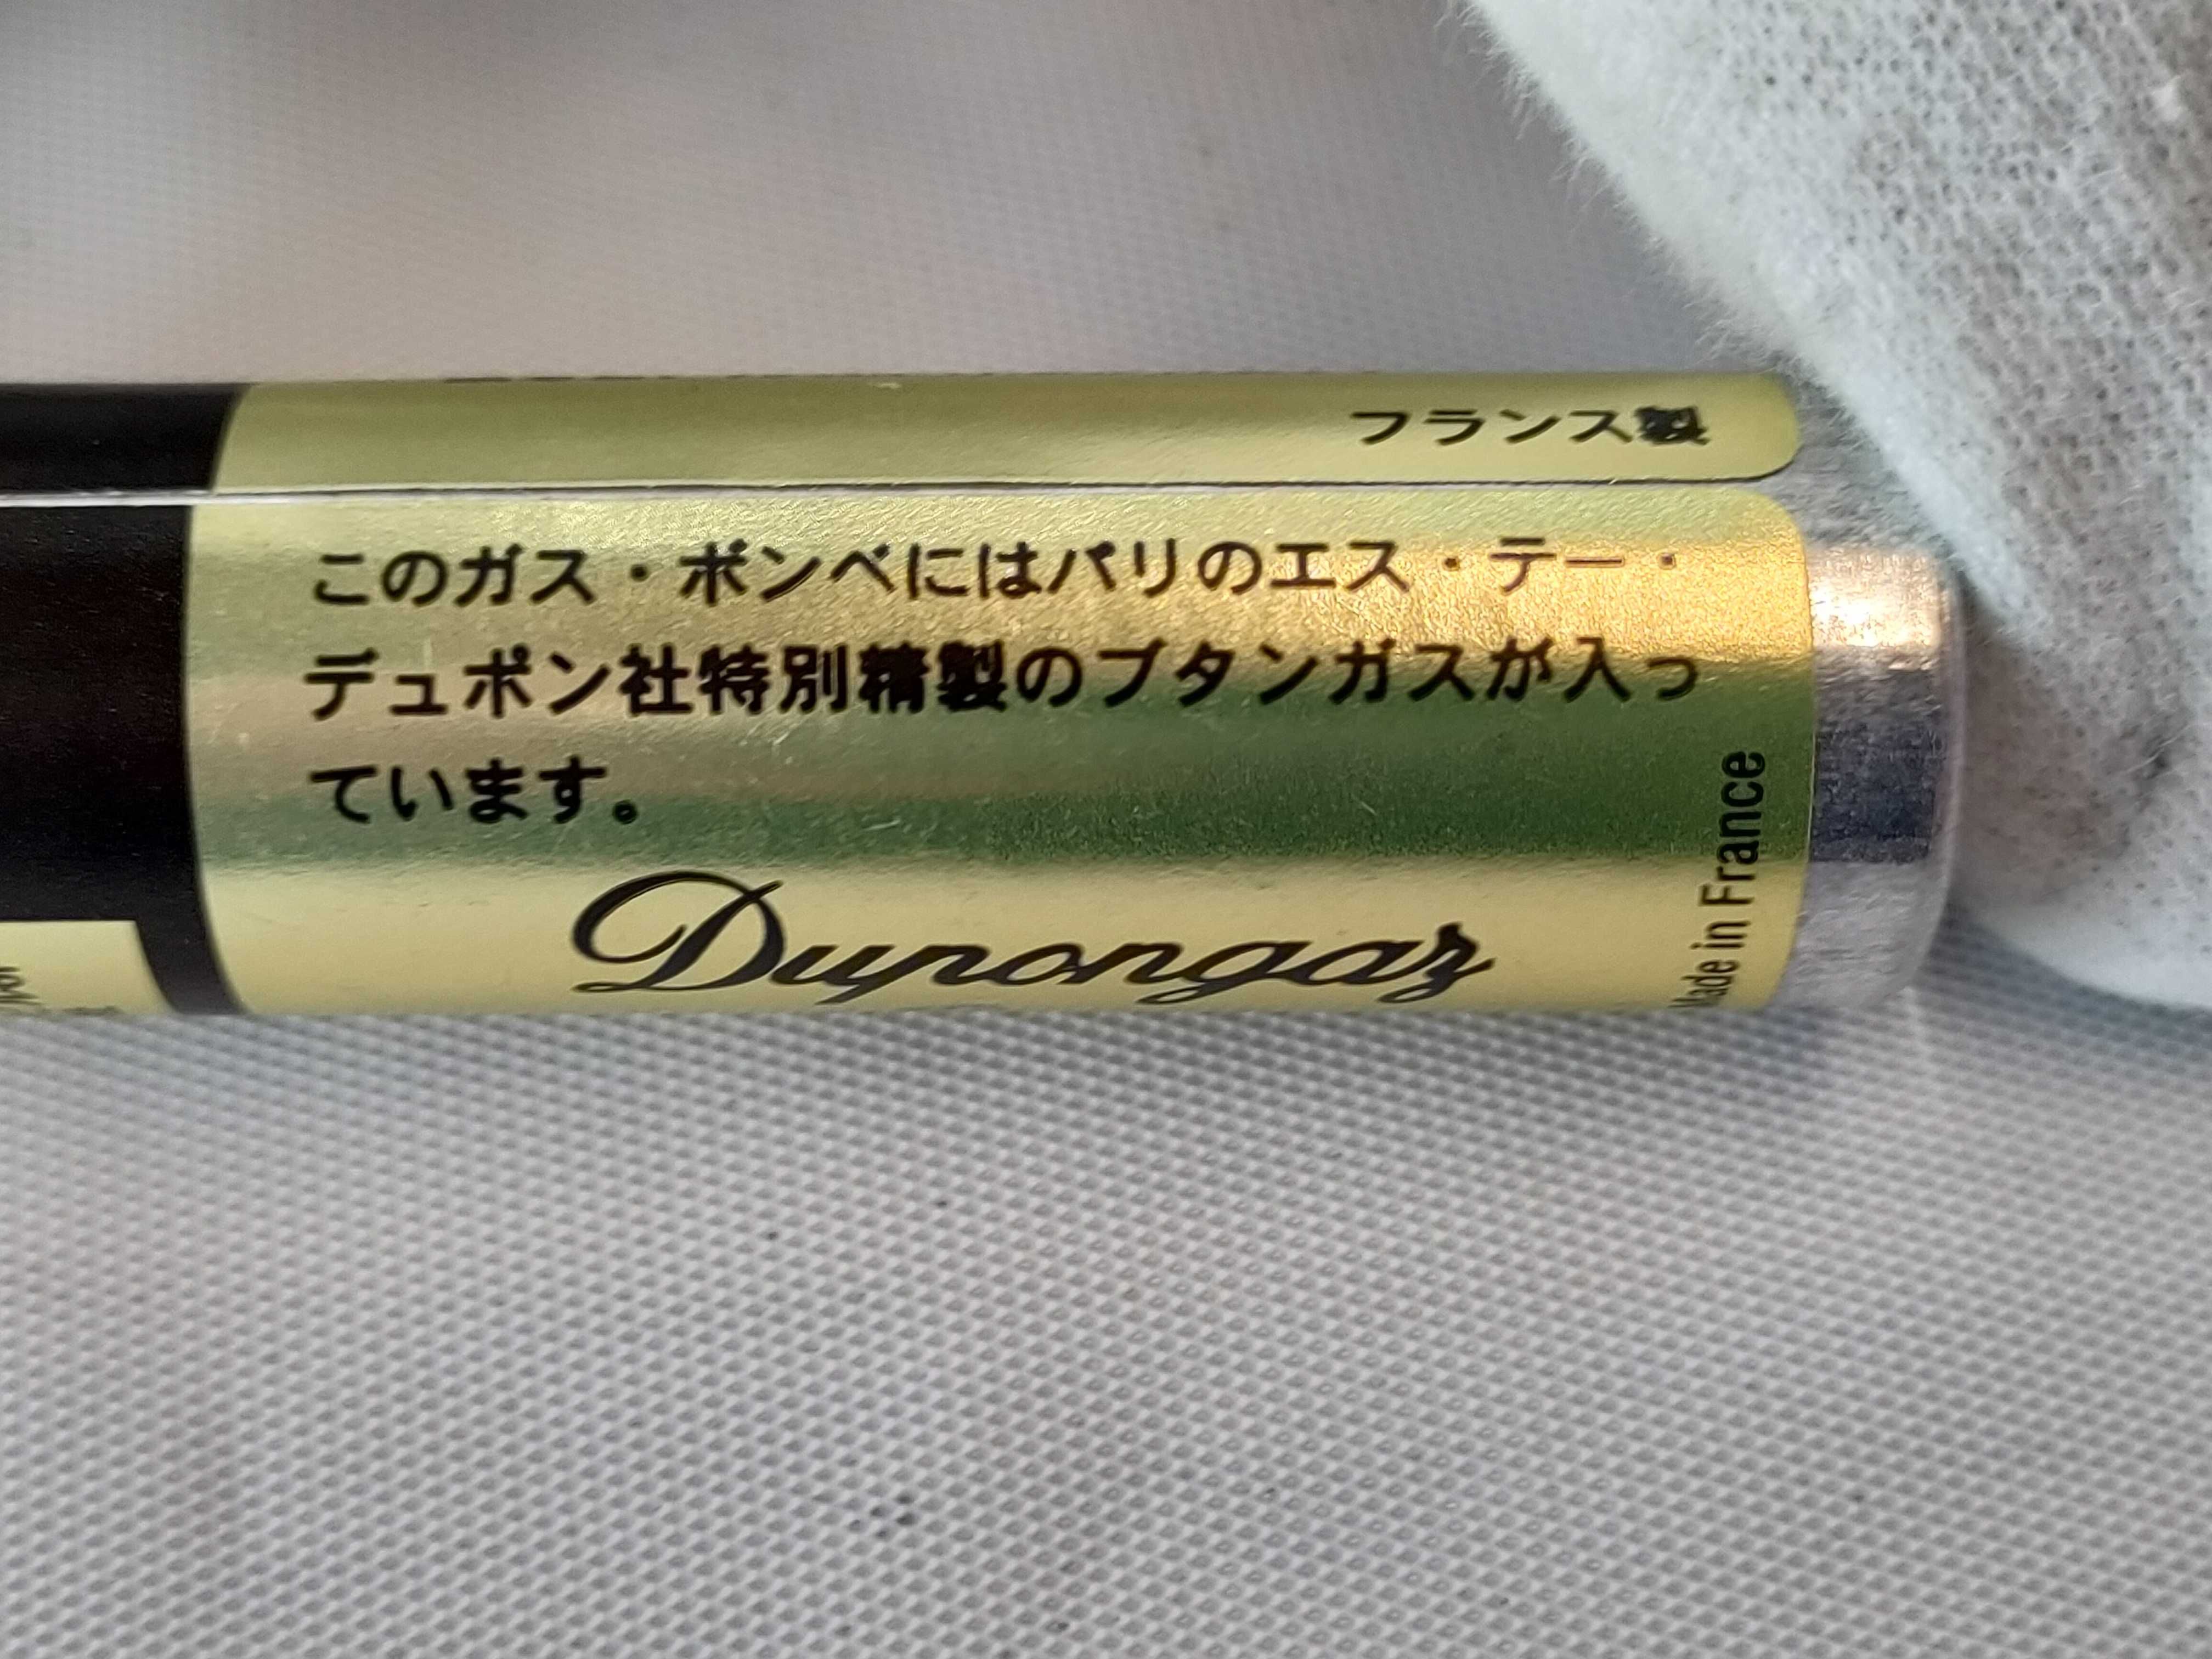 フランス製
このガス・ボンベにはパリのエス・テー・
デュポン社特別精製のブタンガスが入っ
ています。
Dupongaz
Made in France